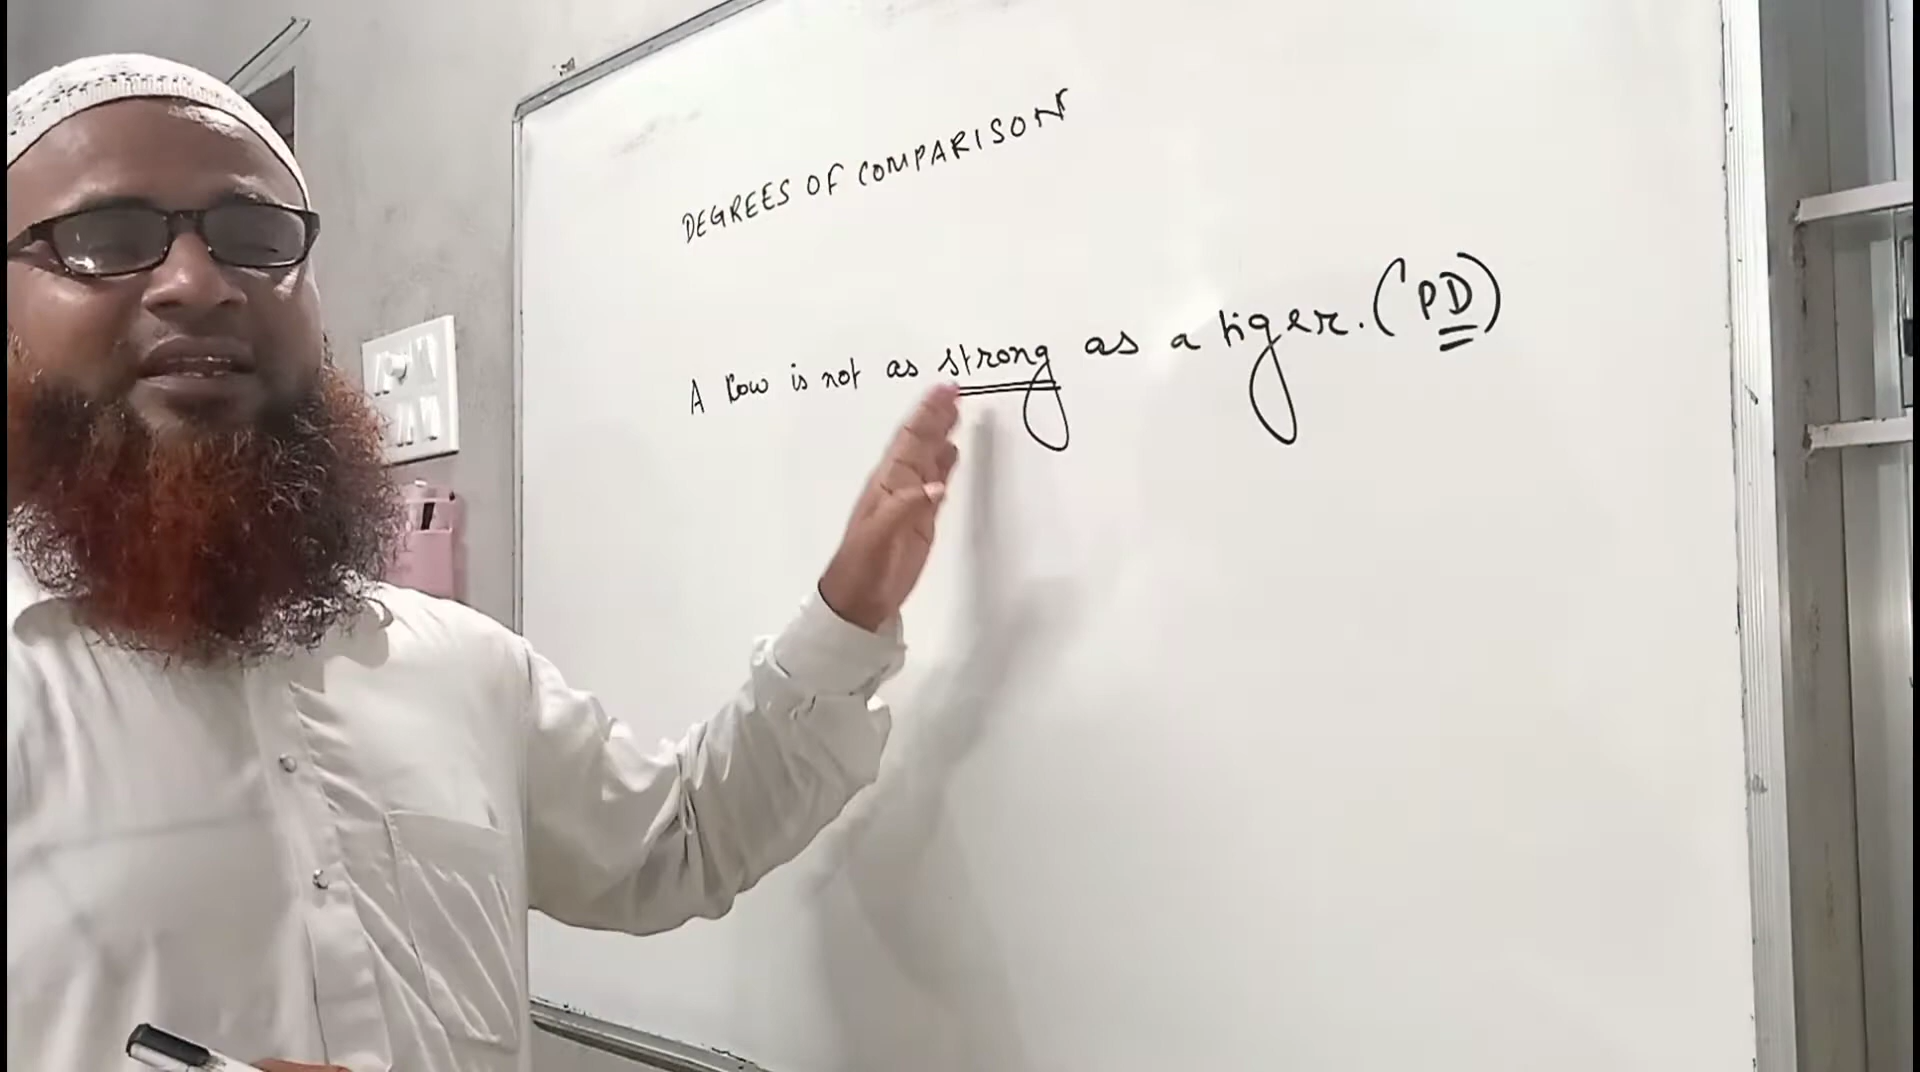 DEGREES OF COMPARISON
A Cow is not as strong as a tiger. (PD)